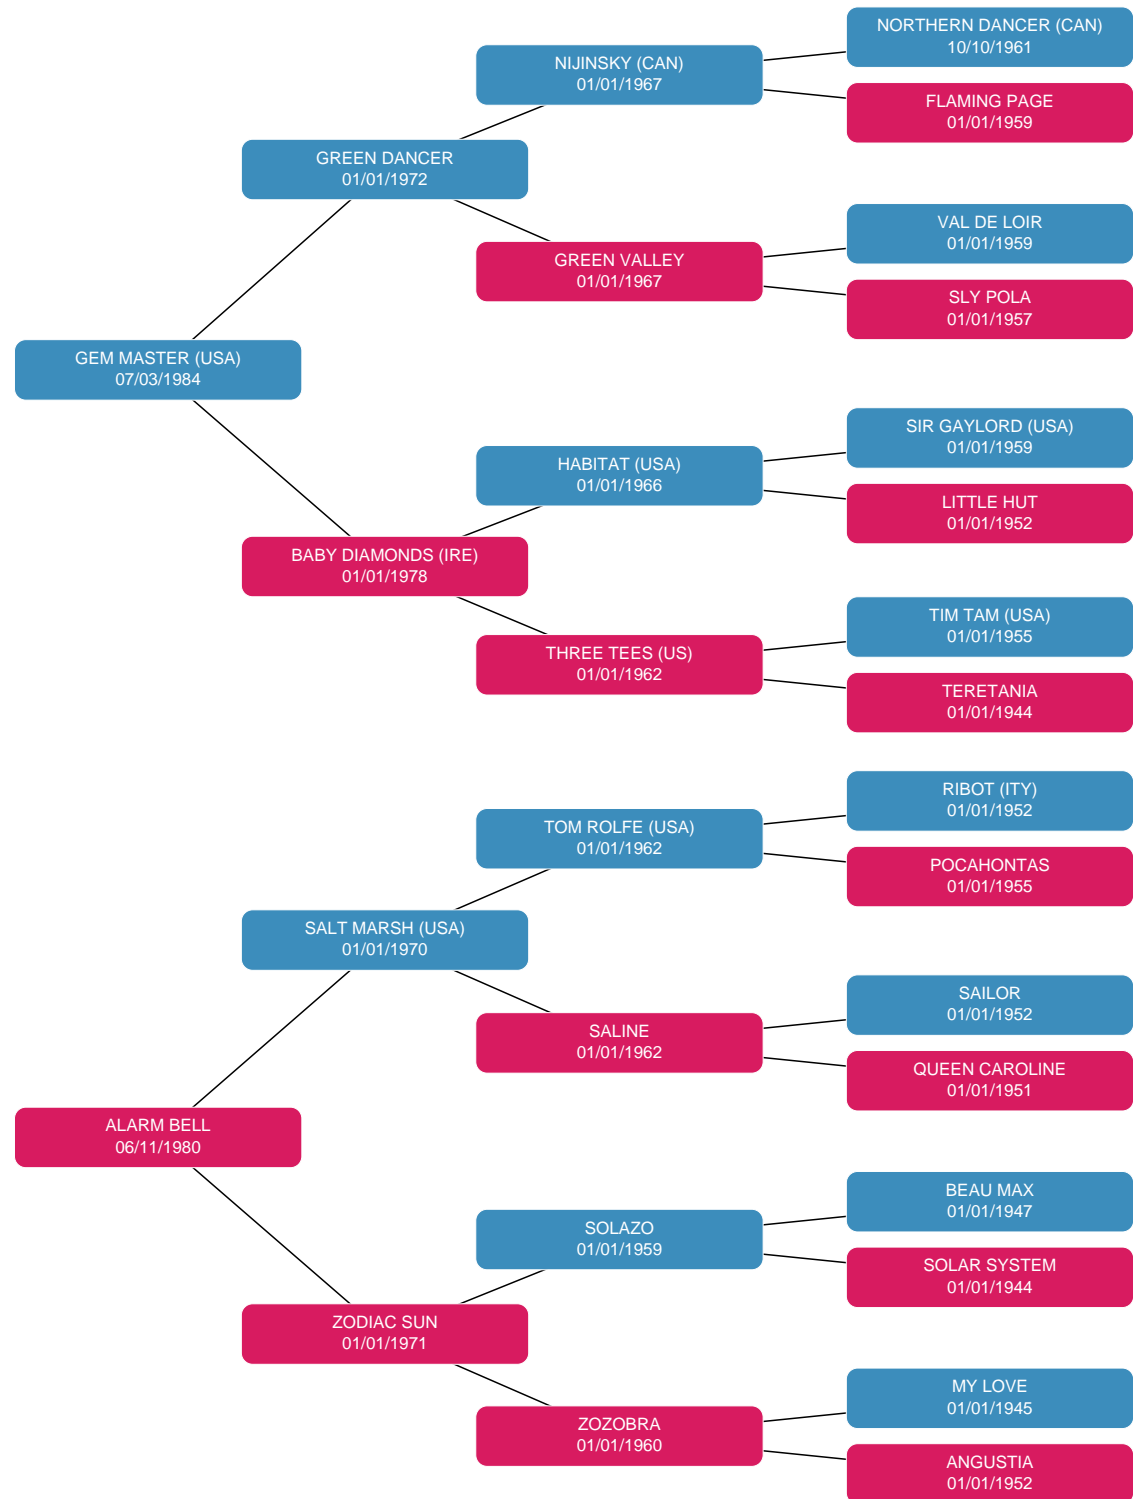 NORTHERN DANCER (CAN)
10/10/1961
NIJINSKY (CAN)
01/01/1967
FLAMING PAGE
01/01/1959
GREEN DANCER
01/01/1972
VAL DE LOIR
01/01/1959
GREEN VALLEY
01/01/1967
SLY POLA
01/01/1957
GEM MASTER (USA)
07/03/1984
SIR GAYLORD (USA)
01/01/1959
HABITAT (USA)
01/01/1966
LITTLE HUT
01/01/1952
BABY DIAMONDS (IRE)
01/01/1978
TIM TAM (USA)
01/01/1955
THREE TEES (US)
01/01/1962
TERETANIA
01/01/1944
RIBOT (ITY)
01/01/1952
TOM ROLFE (USA)
01/01/1962
POCAHONTAS
01/01/1955
SALT MARSH (USA)
01/01/1970
SAILOR
01/01/1952
SALINE
01/01/1962
QUEEN CAROLINE
01/01/1951
ALARM BELL
06/11/1980
BEAU MAX
01/01/1947
SOLAZO
01/01/1959
SOLAR SYSTEM
01/01/1944
ZODIAC SUN
01/01/1971
MY LOVE
01/01/1945
ZOZOBRA
01/01/1960
ANGUSTIA
01/01/1952